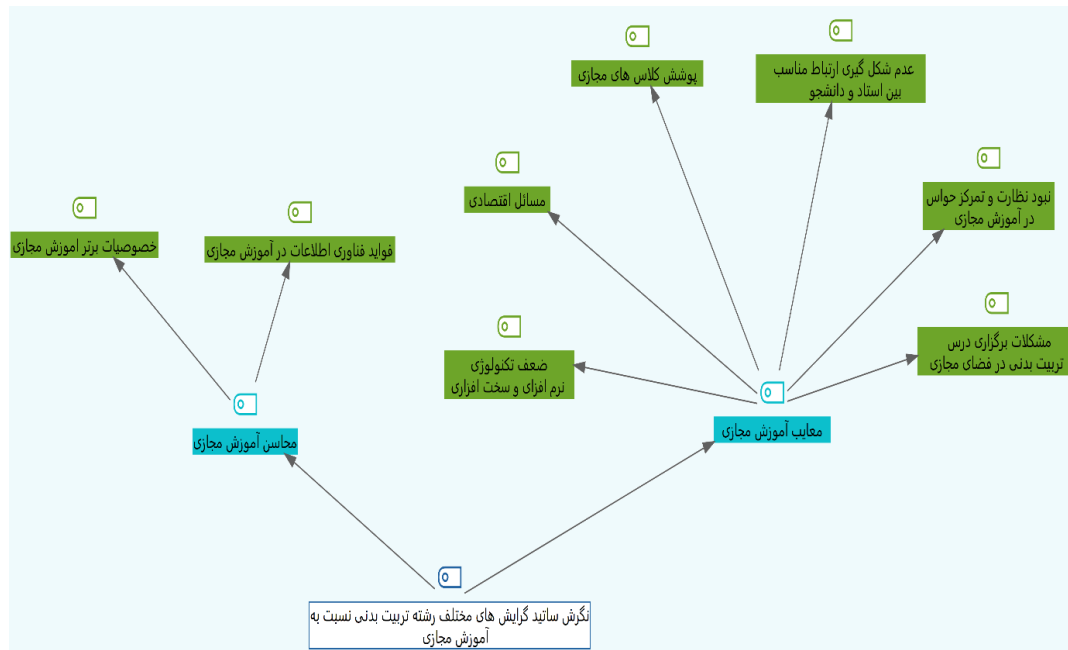 عدم شکل گیری ارتباط مناسب
بین استاد و دانشجو
پوشش کلاس های مجازی
نبود نظارت و تمرکز حواس
در آموزش مجازی
مسائل اقتصادی
فواید فناوری اطلاعات در آموزش مجازی
خصوصیات برتر اموزش مجازی
مشکلات برگزاری درس
تربیت بدنی در فضای مجازی
ضعف تکنولوژی
نرم افزای و سخت افزاری
معایب آموزش مجازی
محاسن آموزش مجازی
نگرش ساتید گرایش های مختلف رشته تربیت بدنی نسبت به
آموزش مجازی